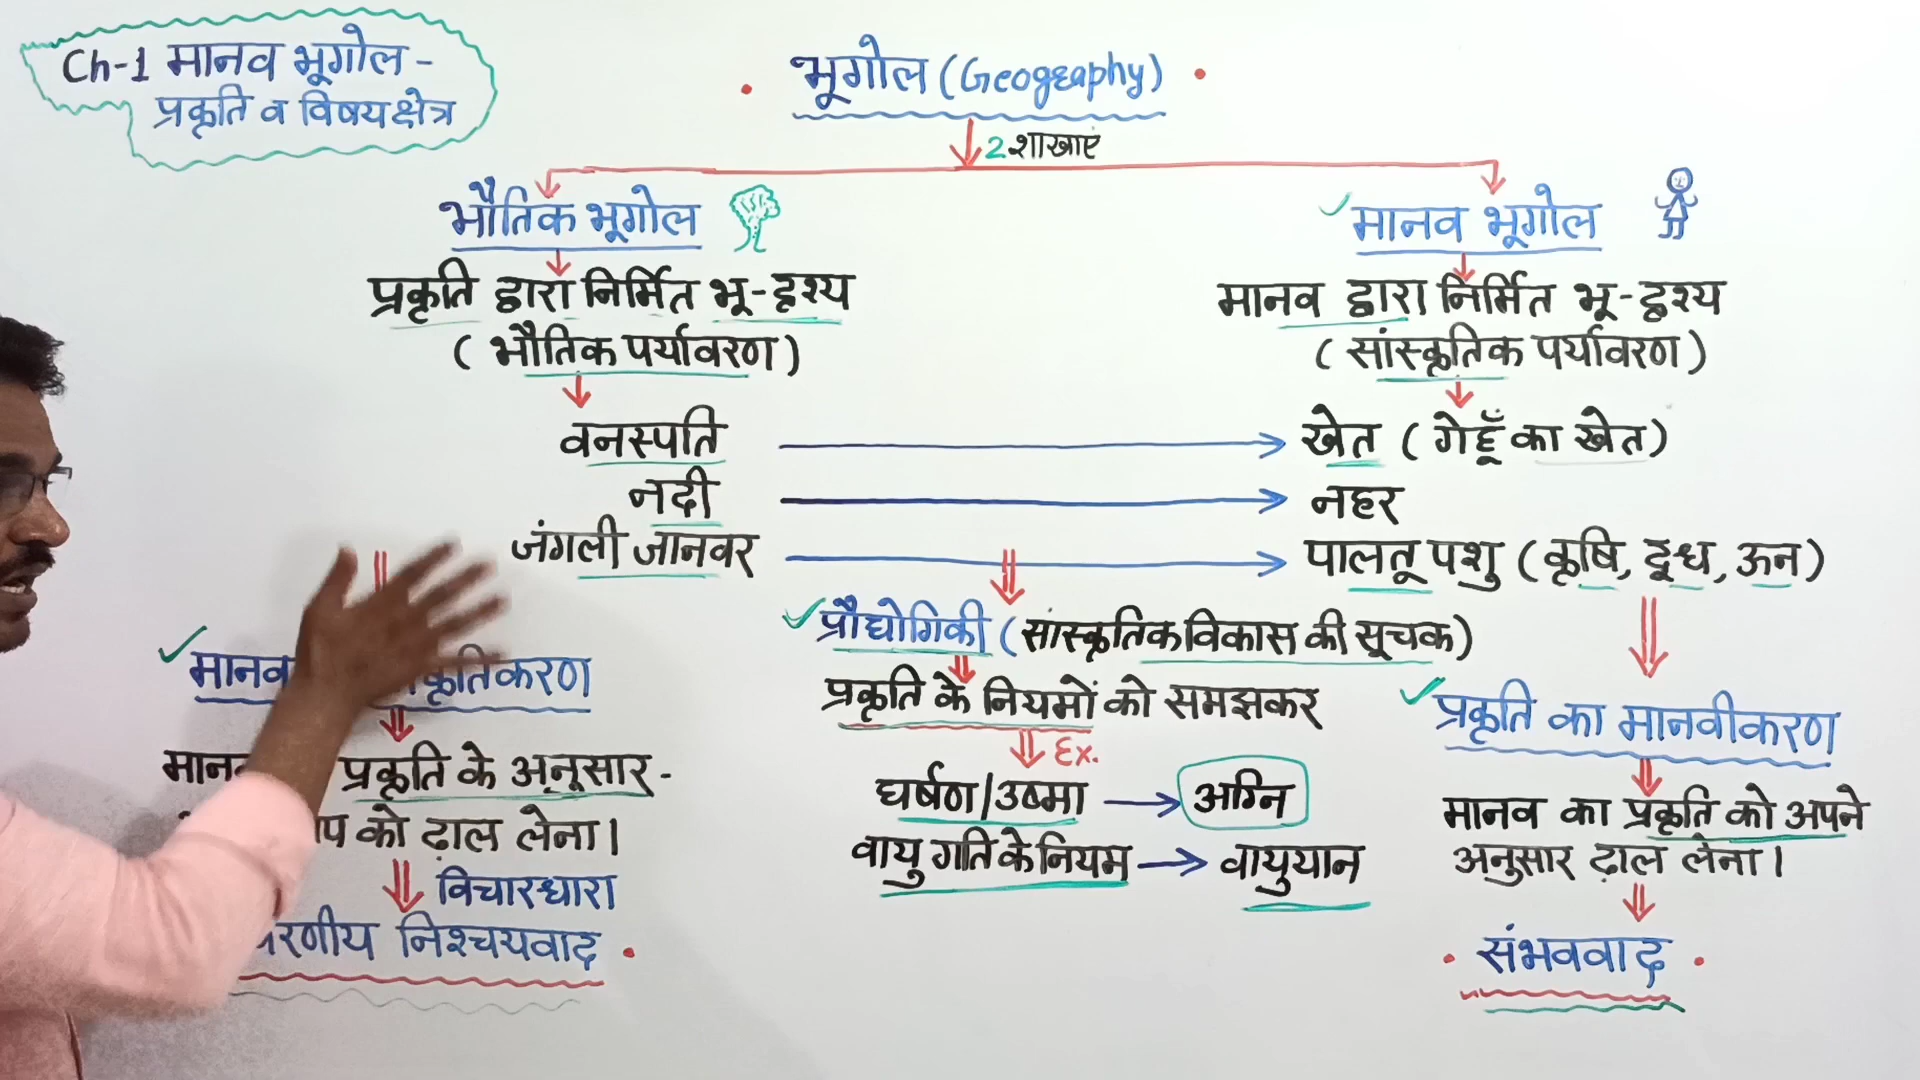 Ch-1 मानव भूगोल -
प्रकृति व विषयक्षेत्र
भूगोल (Geography)
2 शाखाएं
भौतिक भूगोल
मानव भूगोल
प्रकृति द्वारा निर्मित भू-दृश्य
(भौतिक पर्यावरण)
मानव द्वारा निर्मित भू-दृश्य
(सांस्कृतिक पर्यावरण)
वनस्पति
खेत (गेहूँ का खेत)
नदी
नहर
जंगली जानवर
पालतू पशु (कृषि, दूध, ऊन)
प्रौद्योगिकी (सांस्कृतिक विकास की सूचक)
प्रकृति के नियमों को समझकर
Ex.
घर्षण/उष्मा
अग्नि
वायु गति के नियम
वायुयान
मानव
प्रकृति के अनुसार-
को ढ़ाल लेना।
विचारधारा
निश्चयवाद
प्रकृति का मानवीकरण
मानव का प्रकृति को अपने
अनुसार ढ़ाल लेना।
संभववाद